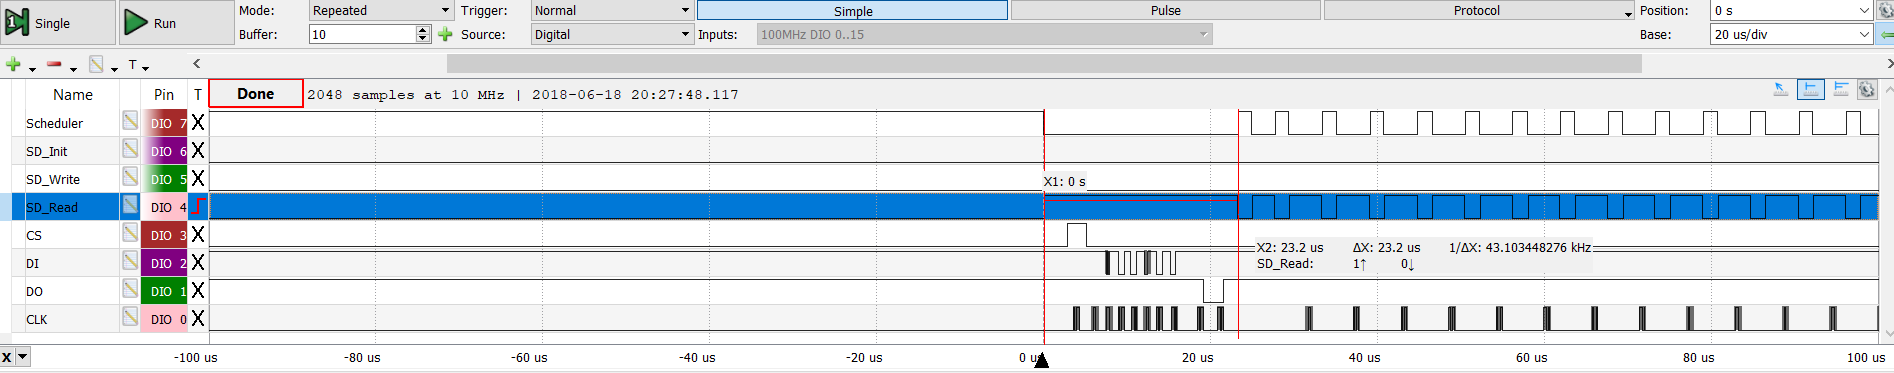 Single
Run
Mode: Repeated Trigger: Normal Simple Pulse Protocol Position: 0 s
Buffer: 10 Source: Digital Inputs: 100MHz DIO 0..15 Base: 20 us/div
T
Name Pin T Done 2048 samples at 10 MHz | 2018-06-18 20:27:48.117
Scheduler DIO 7 X
SD_Init DIO 6 X
SD_Write DIO 5 X
X1: 0 s
SD_Read DIO 4
CS DIO 3 X
X2: 23.2 us ΔX: 23.2 us 1/ΔX: 43.103448276 kHz
DI DIO 2 X
SD_Read: 1↑ 0↓
DO DIO 1 X
CLK DIO 0 X
X -100 us -80 us -60 us -40 us -20 us 0 us 20 us 40 us 60 us 80 us 100 us